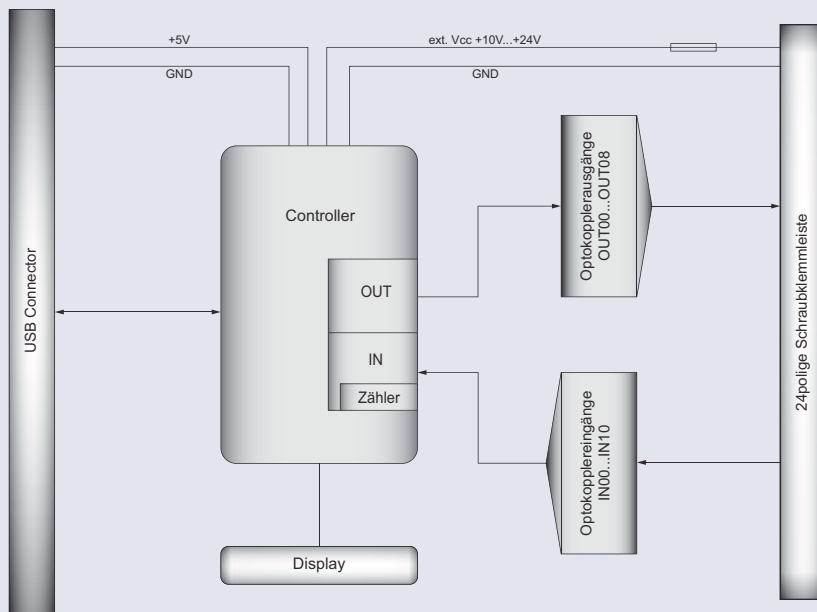 +5V
GND
ext. Vcc +10V...+24V
GND
USB Connector
Controller
OUT
IN
Zähler
Display
Optokopplerausgänge
OUT00...OUT08
Optokopplereingänge
IN00...IN10
24polige Schraubklemmleiste